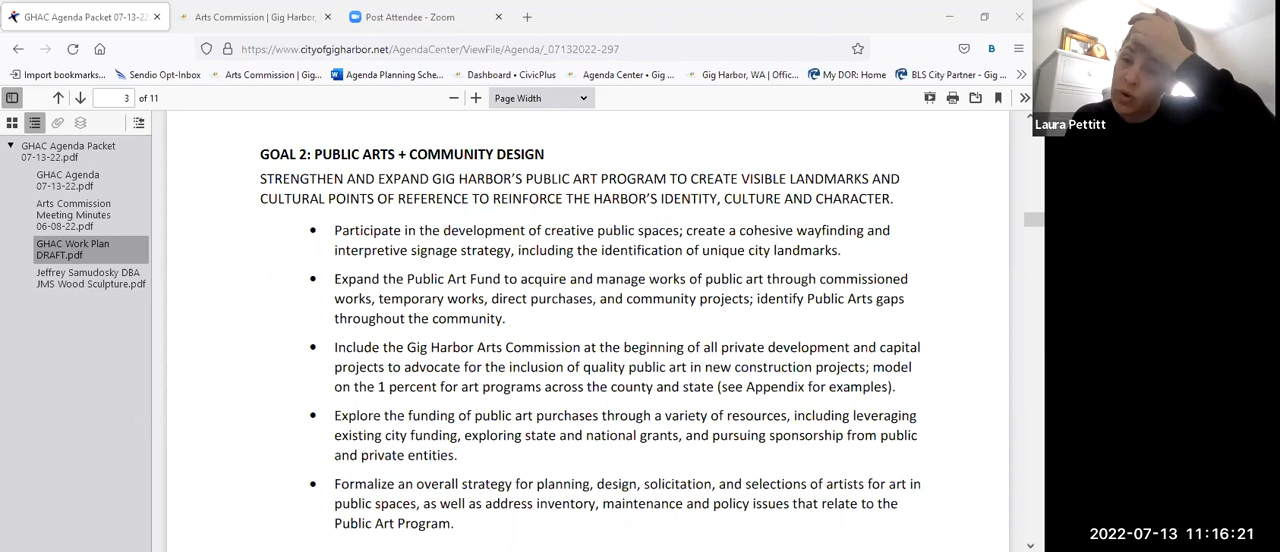 GHAC Agenda Packet 07-13-22.
Arts Commission | Gig Harbor,
Post Attendee - Zoom
https://www.cityofgigharbor.net/AgendaCenter/ViewFile/Agenda/_07132022-297
Import bookmarks...
Sendio Opt-Inbox
Arts Commission | Gig...
Agenda Planning Sche...
Dashboard • CivicPlus
Agenda Center • Gig ...
Gig Harbor, WA | Offic...
My DOR: Home
BLS City Partner - Gig ...
3 of 11
Page Width
GHAC Agenda Packet
07-13-22.pdf
GHAC Agenda
07-13-22.pdf
Arts Commission
Meeting Minutes
06-08-22.pdf
GHAC Work Plan
DRAFT.pdf
Jeffrey Samudosky DBA
JMS Wood Sculpture.pdf
GOAL 2: PUBLIC ARTS + COMMUNITY DESIGN
STRENGTHEN AND EXPAND GIG HARBOR'S PUBLIC ART PROGRAM TO CREATE VISIBLE LANDMARKS AND
CULTURAL POINTS OF REFERENCE TO REINFORCE THE HARBOR'S IDENTITY, CULTURE AND CHARACTER.
• Participate in the development of creative public spaces; create a cohesive wayfinding and
interpretive signage strategy, including the identification of unique city landmarks.
• Expand the Public Art Fund to acquire and manage works of public art through commissioned
works, temporary works, direct purchases, and community projects; identify Public Arts gaps
throughout the community.
• Include the Gig Harbor Arts Commission at the beginning of all private development and capital
projects to advocate for the inclusion of quality public art in new construction projects; model
on the 1 percent for art programs across the county and state (see Appendix for examples).
• Explore the funding of public art purchases through a variety of resources, including leveraging
existing city funding, exploring state and national grants, and pursuing sponsorship from public
and private entities.
• Formalize an overall strategy for planning, design, solicitation, and selections of artists for art in
public spaces, as well as address inventory, maintenance and policy issues that relate to the
Public Art Program.
Laura Pettitt
2022-07-13 11:16:21